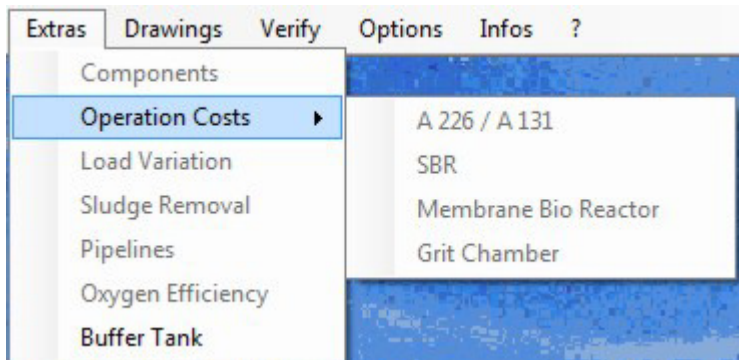 Extras Drawings Verify Options Infos ?
Components
Operation Costs
Load Variation
Sludge Removal
Pipelines
Oxygen Efficiency
Buffer Tank
A 226 / A 131
SBR
Membrane Bio Reactor
Grit Chamber